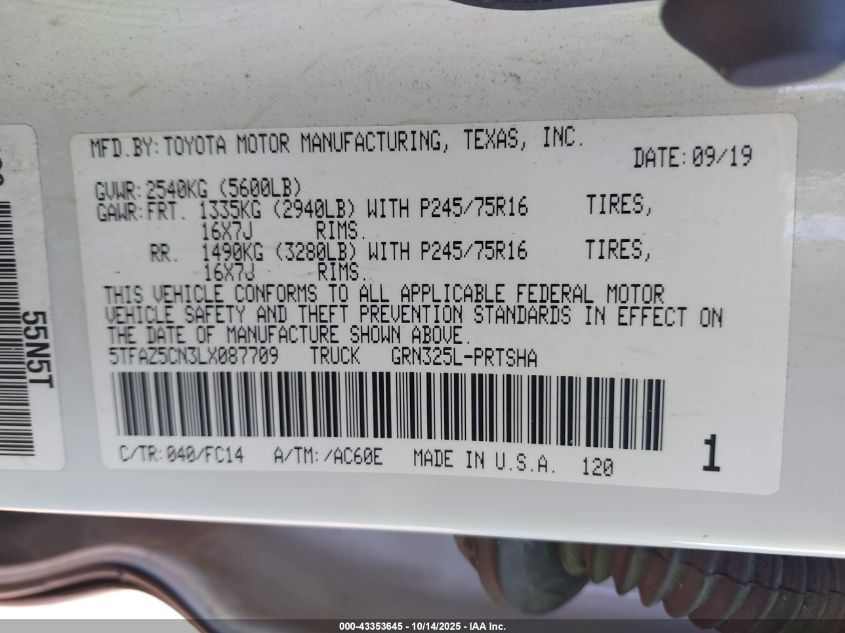 MFD.BY:TOYOTA MOTOR MANUFACTURING, TEXAS, INC.
DATE:09/19
GVWR:2540KG (5600LB)
GAWR:FRT. 1335KG (2940LB) WITH P245/75R16 TIRES,
16X7J RIMS.
RR. 1490KG (3280LB) WITH P245/75R16 TIRES,
16X7J RIMS.
THIS VEHICLE CONFORMS TO ALL APPLICABLE FEDERAL MOTOR
VEHICLE SAFETY AND THEFT PREVENTION STANDARDS IN EFFECT ON
THE DATE OF MANUFACTURE SHOWN ABOVE.
5TFAZ5CN3LX087709 TRUCK GRN325L-PRTSHA
C/TR:040/FC14 A/TM:/AC60E MADE IN U.S.A. 120
1
55N5T
000-43353645 - 10/14/2025 - IAA Inc.